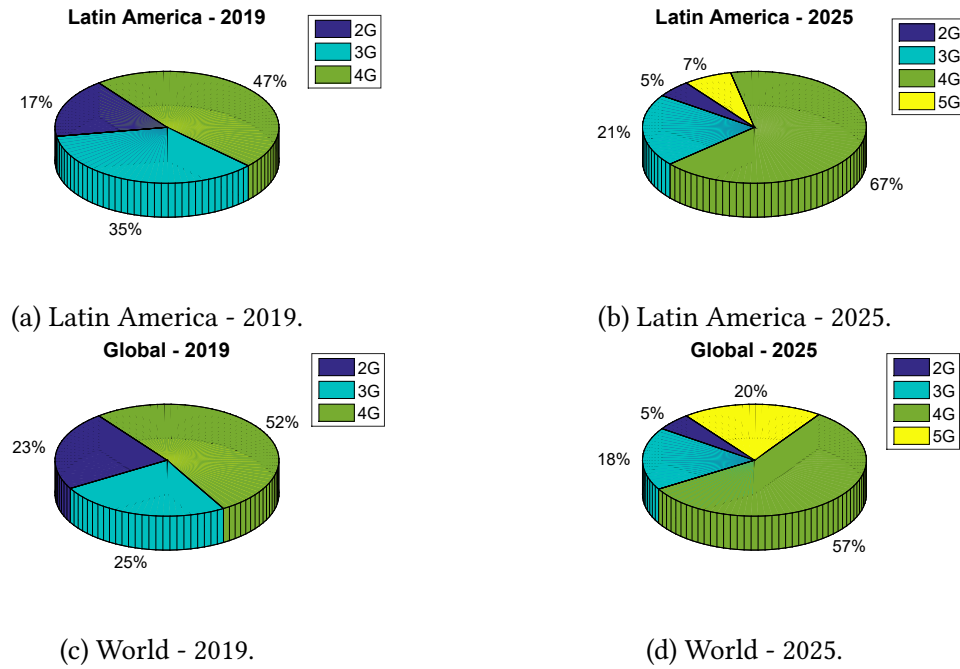 Latin America - 2019
2G
3G
4G
47%
17%
35%
(a) Latin America - 2019.
Latin America - 2025
2G
3G
4G
5G
7%
5%
21%
67%
(b) Latin America - 2025.
Global - 2019
2G
3G
4G
52%
23%
25%
(c) World - 2019.
Global - 2025
2G
3G
4G
5G
20%
5%
18%
57%
(d) World - 2025.